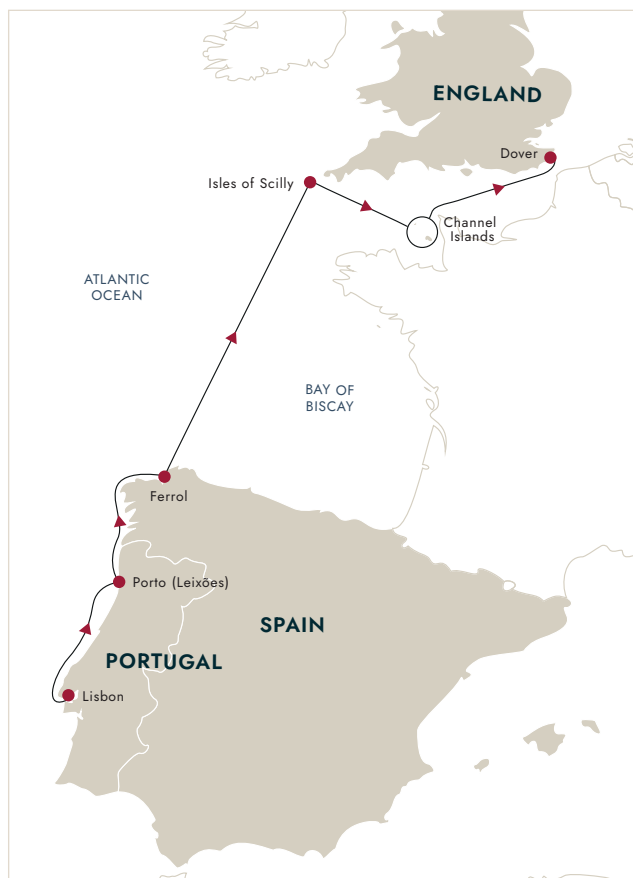 ENGLAND
Dover
Isles of Scilly
Channel
Islands
ATLANTIC
OCEAN
BAY OF
BISCAY
Ferrol
Porto (Leixões)
SPAIN
PORTUGAL
Lisbon